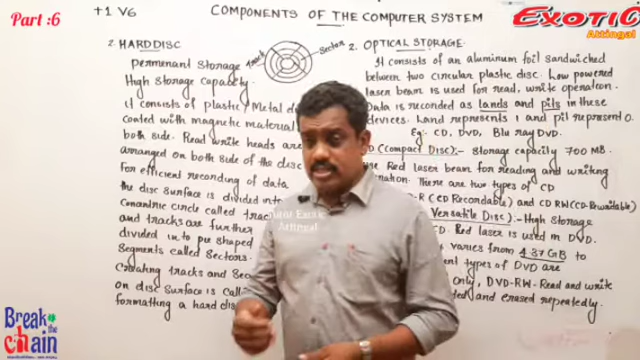 Part :6
+1 V6
COMPONENTS OF THE COMPUTER SYSTEM
EXOTIC
Attingal
2. HARDDISC
permenant Storage
High Storage Capacity.
It consists of plastic / Metal
coated with magnetic material
both side. Read write heads are
arranged on both side of the disc
For efficient recording of data
the disc surface is divided into
concentric circle called
and tracks are further
divided into pie shaped
Segments called Sectors.
Creating tracks and
on disc surface is
formatting a hard
Track
Sector
2. OPTICAL STORAGE.
It consists of an aluminum foil sandwiched
between two circular plastic disc. Low powered
laser beam is used for read, write operation.
Data is recorded as lands and pits in these
devices. Land represents 1 and pit represent 0.
Eg:- CD, DVD, Blu ray DVD.
(Compact Disc):- Storage capacity 700 MB.
Red laser beam for reading and writing
There are two types of CD
(CD Recordable) and CD RW(CD-Rewritable)
Versatile Disc):- High Storage
Red laser is used in DVD.
varies from 4.37 GB to
types of DVD are
Only, DVD-RW- Read and write
and erased repeatedly.
Exotic
Attingal
Break
the
chain